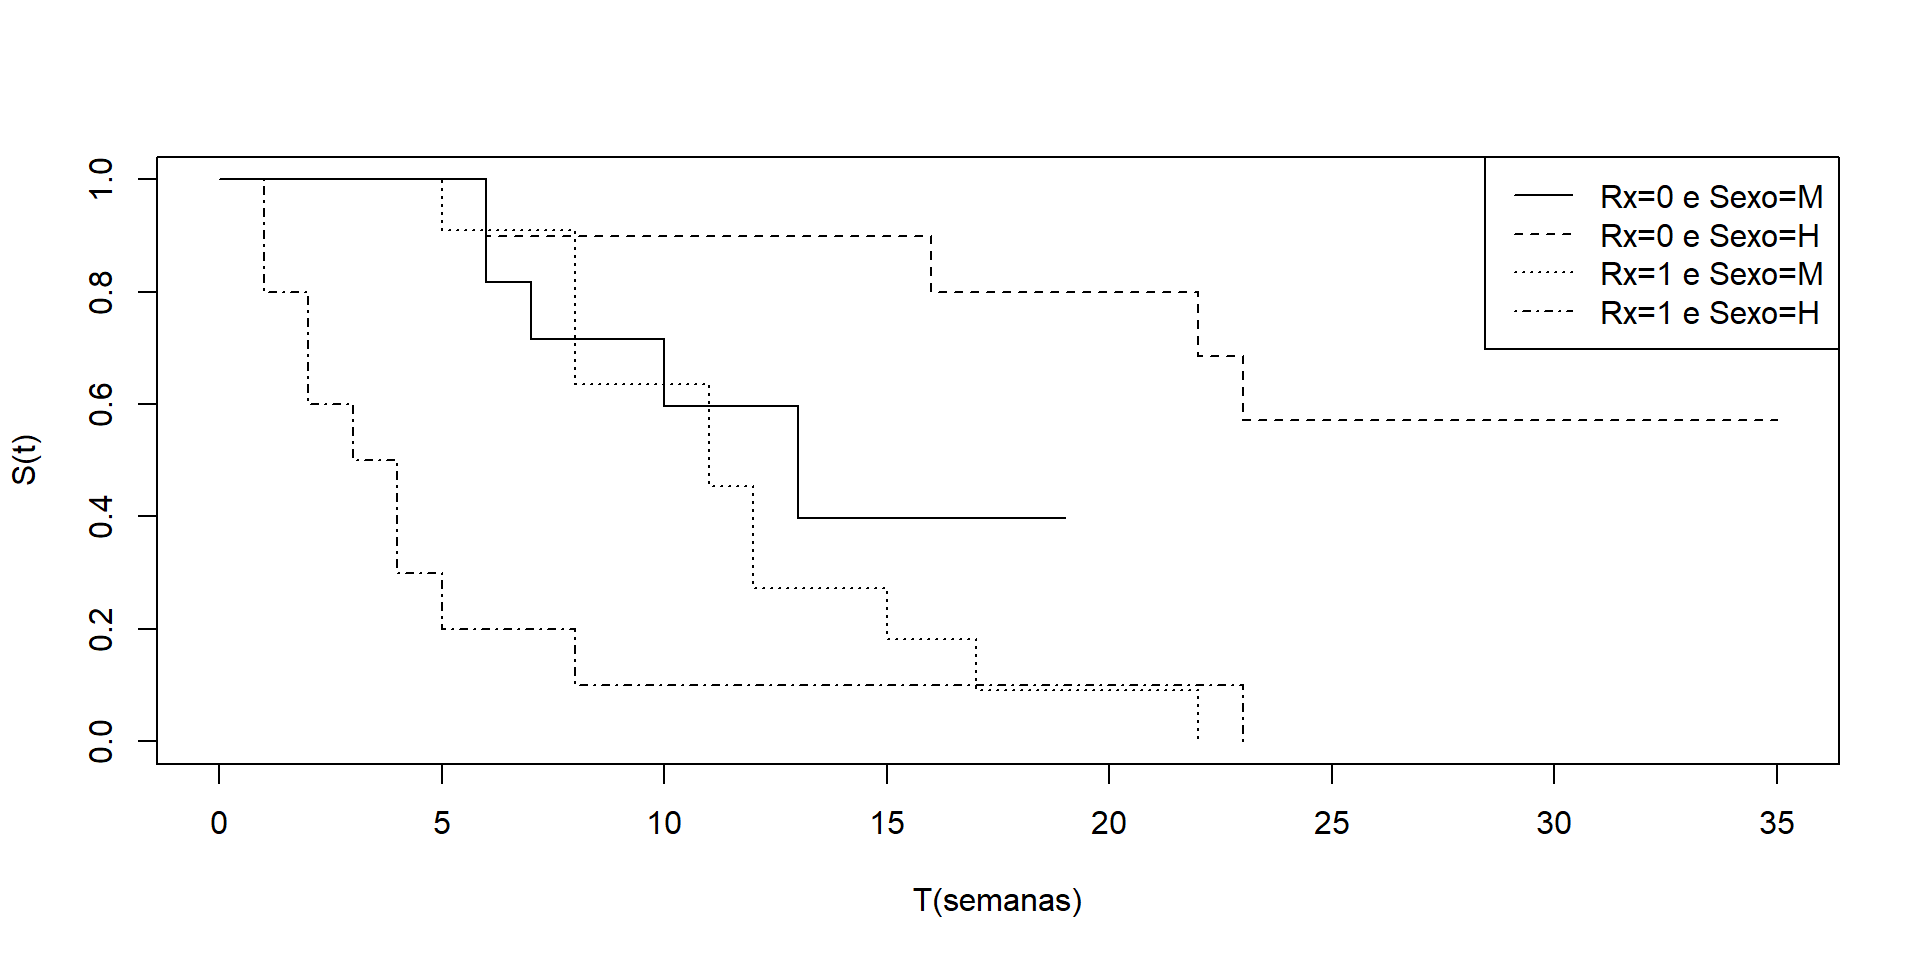 Rx=0 e Sexo=M
Rx=0 e Sexo=H
Rx=1 e Sexo=M
Rx=1 e Sexo=H
S(t)
1.0
0.8
0.6
0.4
0.2
0.0
0 5 10 15 20 25 30 35
T(semanas)